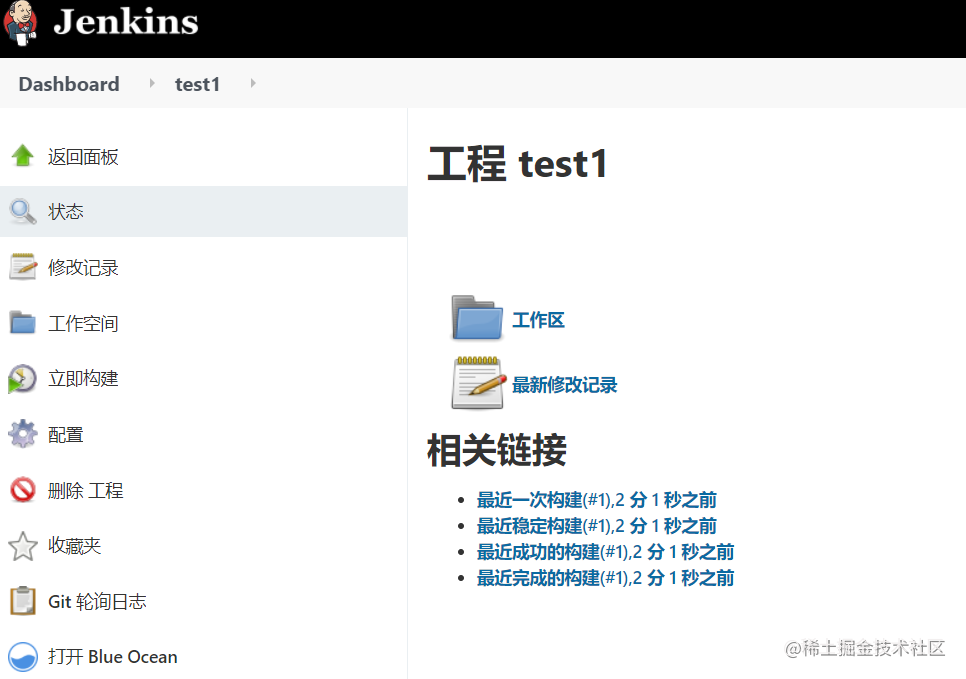 Jenkins
Dashboard
test1
返回面板
状态
修改记录
工作空间
立即构建
配置
删除 工程
收藏夹
Git 轮询日志
打开 Blue Ocean
工程 test1
工作区
最新修改记录
相关链接
最近一次构建(#1),2 分 1 秒之前
最近稳定构建(#1),2 分 1 秒之前
最近成功的构建(#1),2 分 1 秒之前
最近完成的构建(#1),2 分 1 秒之前
@稀土掘金技术社区